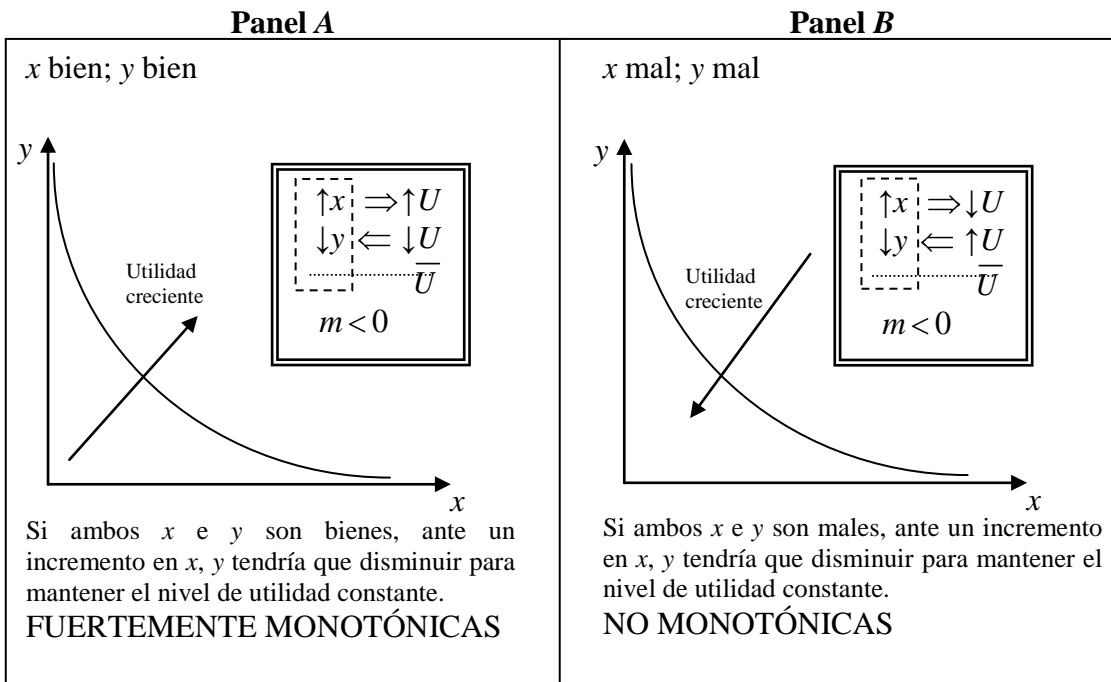 Panel A
x bien; y bien
y
↑x ⇒ ↑U
↓y ⇐ ↓U
U̅
m < 0
Utilidad
creciente
x
Si ambos x e y son bienes, ante un
incremento en x, y tendría que disminuir para
mantener el nivel de utilidad constante.
FUERTEMENTE MONOTÓNICAS
Panel B
x mal; y mal
y
↑x ⇒ ↓U
↓y ⇐ ↑U
U̅
m < 0
Utilidad
creciente
x
Si ambos x e y son males, ante un incremento
en x, y tendría que disminuir para mantener el
nivel de utilidad constante.
NO MONOTÓNICAS